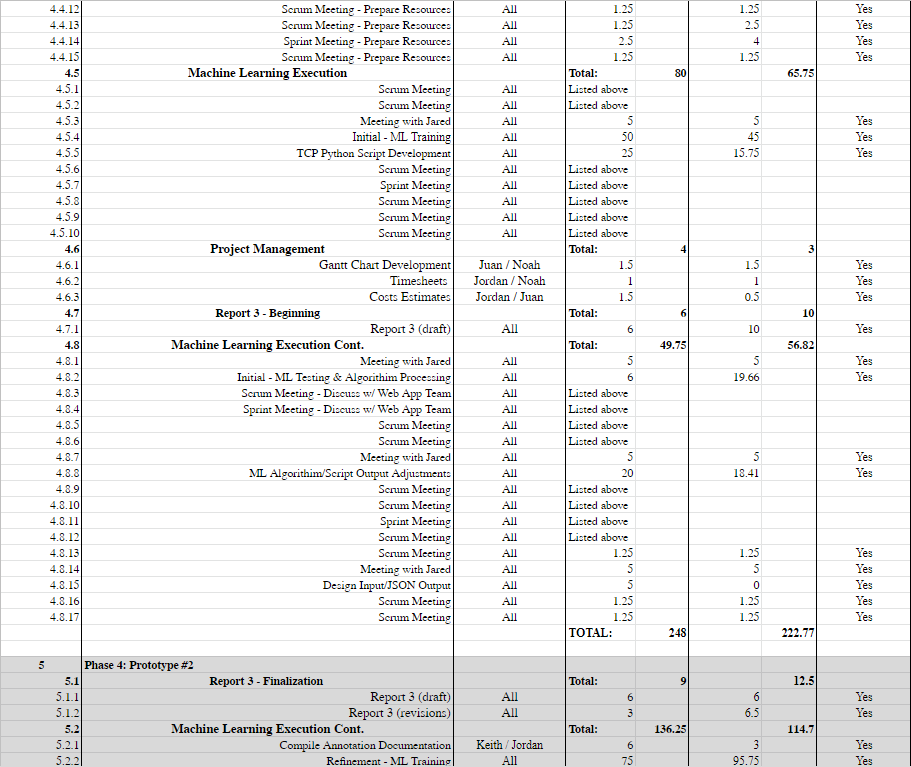 4.4.12 Scrum Meeting - Prepare Resources All 1.25 1.25 Yes
4.4.13 Scrum Meeting - Prepare Resources All 1.25 2.5 Yes
4.4.14 Sprint Meeting - Prepare Resources All 2.5 4 Yes
4.4.15 Scrum Meeting - Prepare Resources All 1.25 1.25 Yes
4.5 Machine Learning Execution Total: 80 65.75
4.5.1 Scrum Meeting All Listed above
4.5.2 Scrum Meeting All Listed above
4.5.3 Meeting with Jared All 5 5 Yes
4.5.4 Initial - ML Training All 50 45 Yes
4.5.5 TCP Python Script Development All 25 15.75 Yes
4.5.6 Scrum Meeting All Listed above
4.5.7 Sprint Meeting All Listed above
4.5.8 Scrum Meeting All Listed above
4.5.9 Scrum Meeting All Listed above
4.5.10 Scrum Meeting All Listed above
4.6 Project Management Total: 4 3
4.6.1 Gantt Chart Development Juan / Noah 1.5 1.5 Yes
4.6.2 Timesheets Jordan / Noah 1 1 Yes
4.6.3 Costs Estimates Jordan / Juan 1.5 0.5 Yes
4.7 Report 3 - Beginning Total: 6 10
4.7.1 Report 3 (draft) All 6 10 Yes
4.8 Machine Learning Execution Cont. Total: 49.75 56.82
4.8.1 Meeting with Jared All 5 5 Yes
4.8.2 Initial - ML Testing & Algorithim Processing All 6 19.66 Yes
4.8.3 Scrum Meeting - Discuss w/ Web App Team All Listed above
4.8.4 Sprint Meeting - Discuss w/ Web App Team All Listed above
4.8.5 Scrum Meeting All Listed above
4.8.6 Scrum Meeting All Listed above
4.8.7 Meeting with Jared All 5 5 Yes
4.8.8 ML Algorithim/Script Output Adjustments All 20 18.41 Yes
4.8.9 Scrum Meeting All Listed above
4.8.10 Scrum Meeting All Listed above
4.8.11 Sprint Meeting All Listed above
4.8.12 Scrum Meeting All Listed above
4.8.13 Scrum Meeting All 1.25 1.25 Yes
4.8.14 Meeting with Jared All 5 5 Yes
4.8.15 Design Input/JSON Output All 5 0 Yes
4.8.16 Scrum Meeting All 1.25 1.25 Yes
4.8.17 Scrum Meeting All 1.25 1.25 Yes
TOTAL: 248 222.77
5 Phase 4: Prototype #2
5.1 Report 3 - Finalization Total: 9 12.5
5.1.1 Report 3 (draft) All 6 6 Yes
5.1.2 Report 3 (revisions) All 3 6.5 Yes
5.2 Machine Learning Execution Cont. Total: 136.25 114.7
5.2.1 Compile Annotation Documentation Keith / Jordan 6 3 Yes
5.2.2 Refinement - ML Training All 75 95.75 Yes